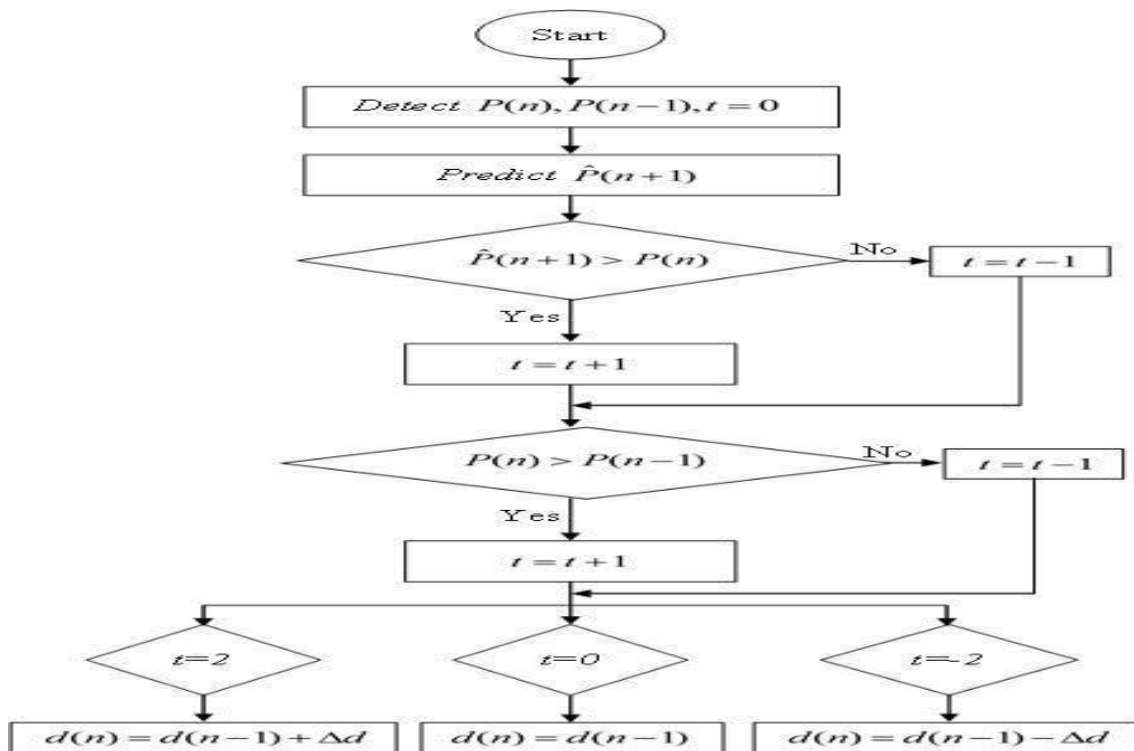 Start
Detect P(n), P(n−1), t = 0
Predict P̂(n+1)
P̂(n+1) > P(n)
No
t = t − 1
Yes
t = t + 1
P(n) > P(n−1)
No
t = t − 1
Yes
t = t + 1
t=2
t=0
t=-2
d(n) = d(n−1) + Δd
d(n) = d(n−1)
d(n) = d(n−1) − Δd